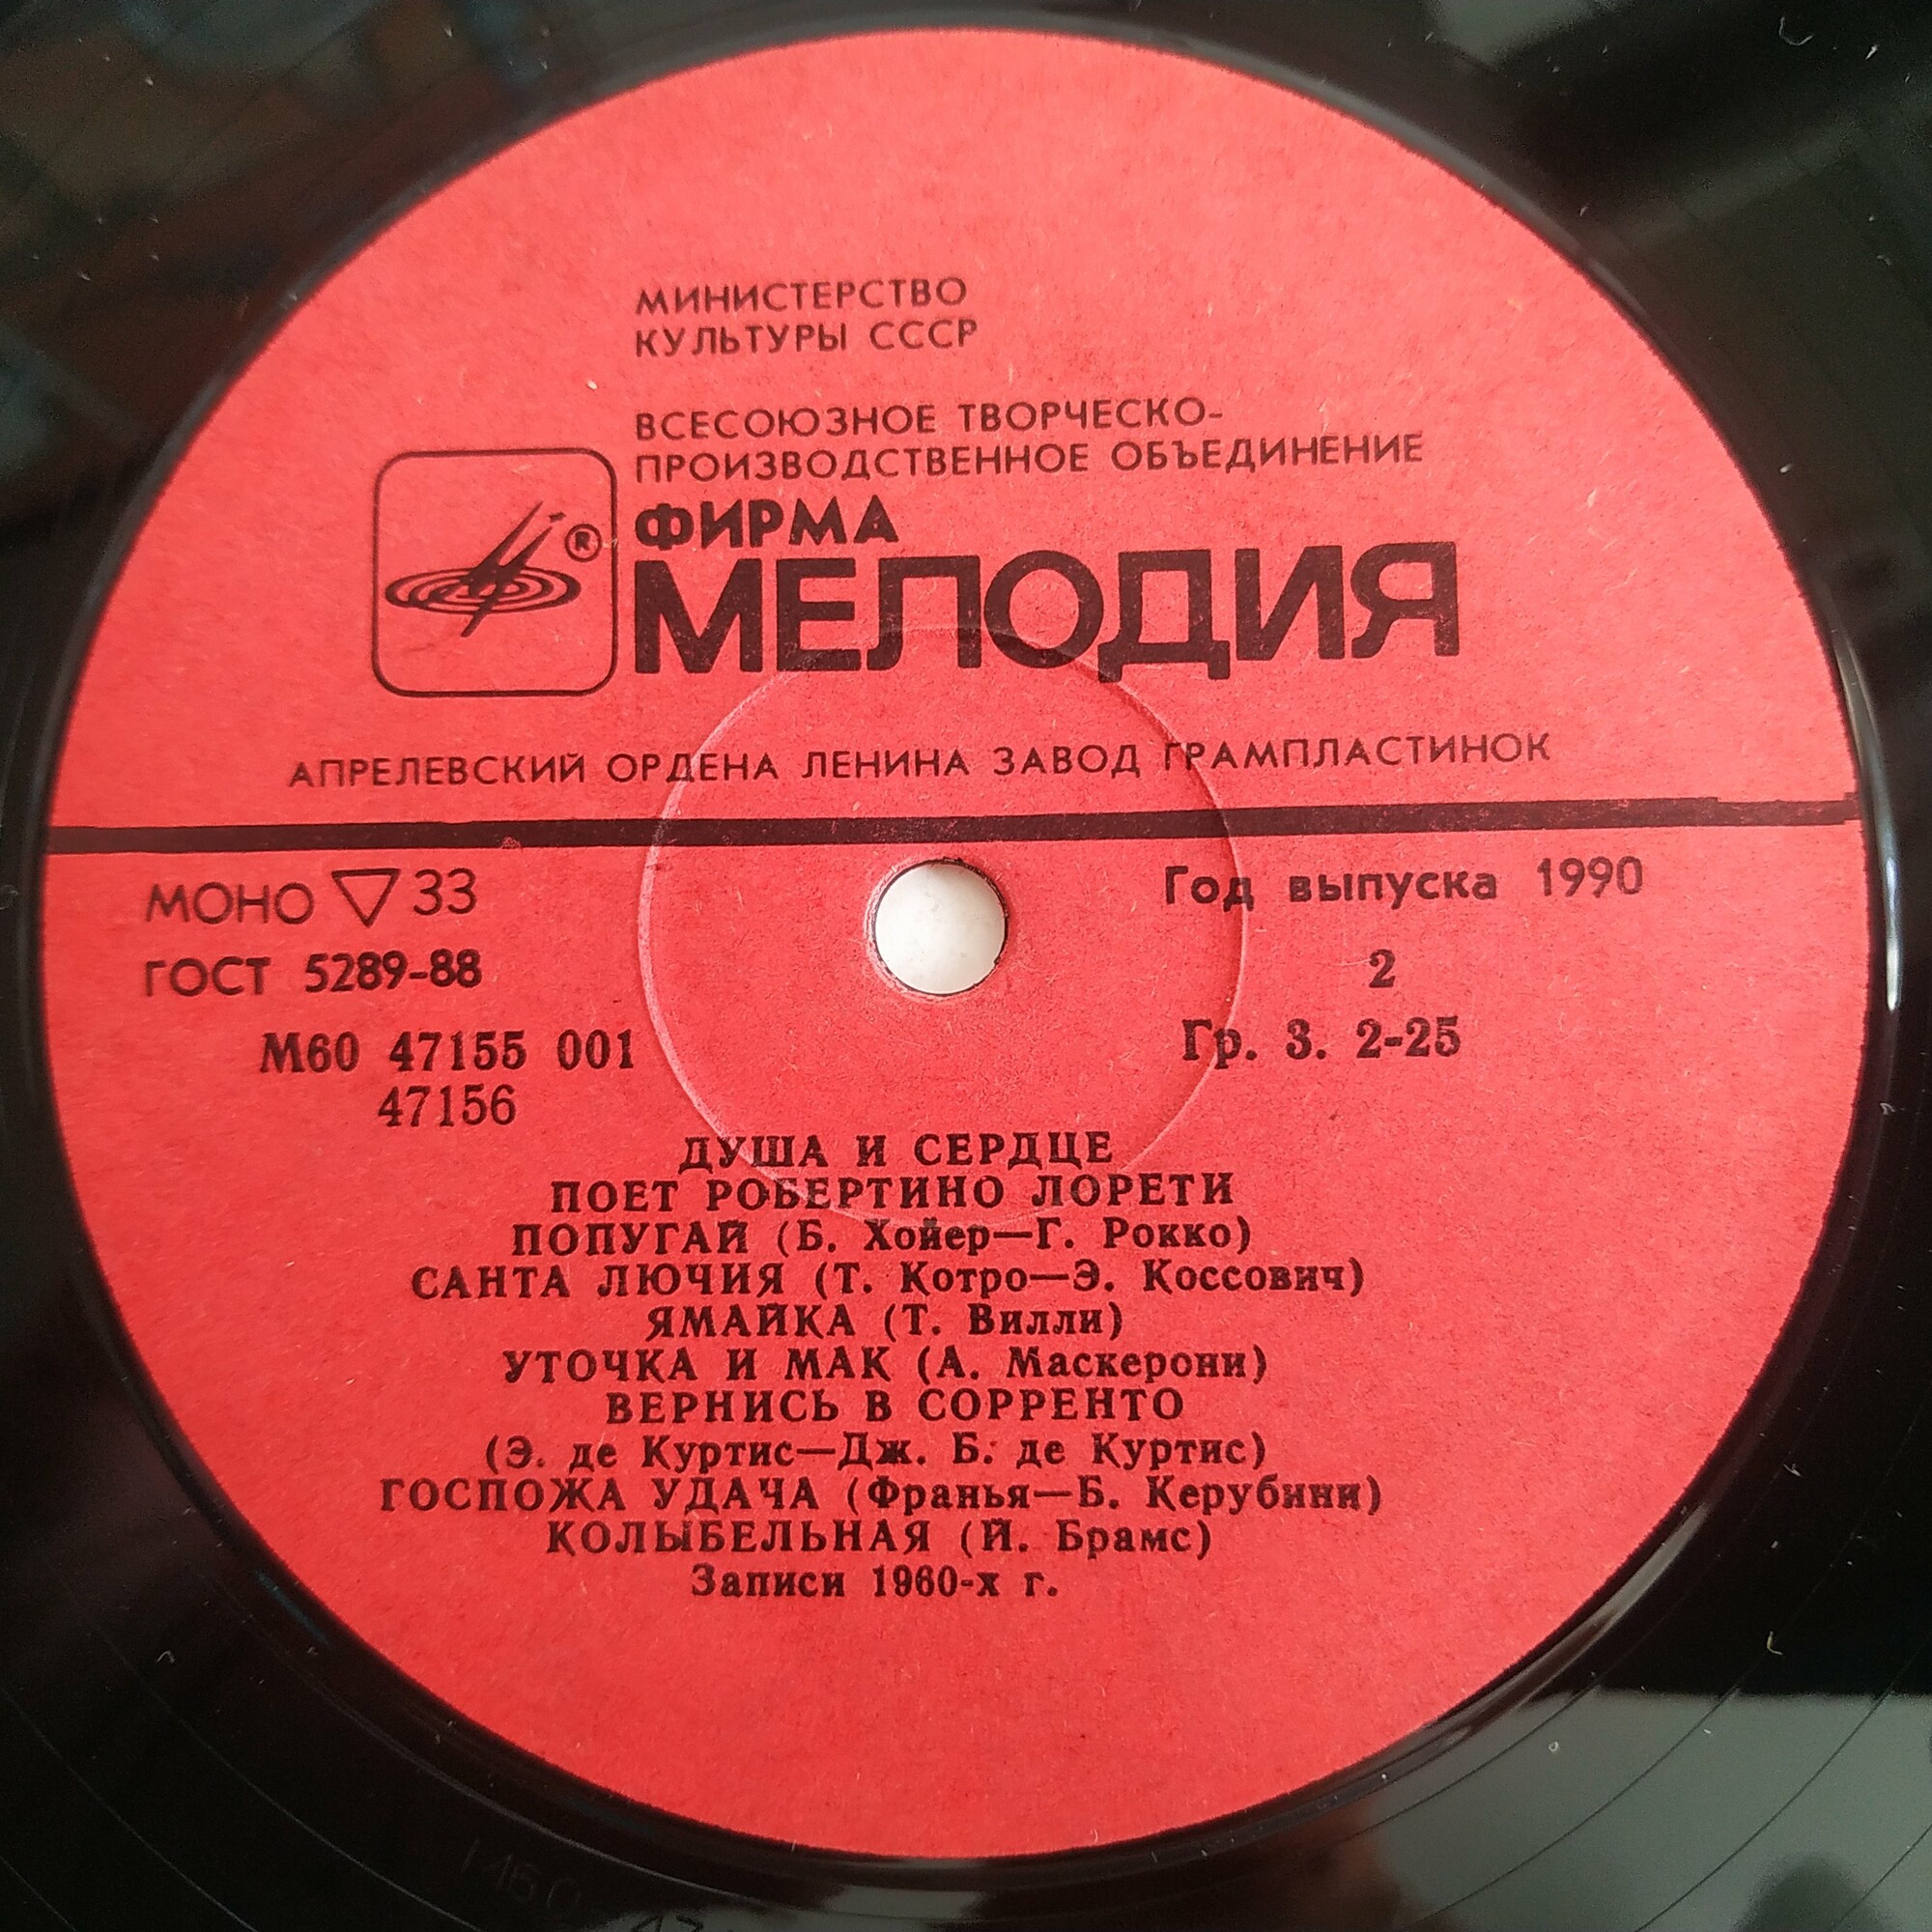 МИНИСТЕРСТВО
КУЛЬТУРЫ СССР
ВСЕСОЮЗНОЕ ТВОРЧЕСКО-
ПРОИЗВОДСТВЕННОЕ ОБЪЕДИНЕНИЕ
ФИРМА
®
МЕЛОДИЯ
АПРЕЛЕВСКИЙ ОРДЕНА ЛЕНИНА ЗАВОД ГРАМПЛАСТИНОК
МОНО ▽ 33
Год выпуска 1990
ГОСТ 5289-88
2
М60 47155 001
Гр. 3. 2-25
47156
ДУША И СЕРДЦЕ
ПОЕТ РОБЕРТИНО ЛОРЕТИ
ПОПУГАЙ (Б. Хойер—Г. Рокко)
САНТА ЛЮЧИЯ (Т. Котро—Э. Коссович)
ЯМАЙКА (Т. Вилли)
УТОЧКА И МАК (А. Маскерони)
ВЕРНИСЬ В СОРРЕНТО
(Э. де Куртис—Дж. Б. де Куртис)
ГОСПОЖА УДАЧА (Франья—Б. Керубини)
КОЛЫБЕЛЬНАЯ (Й. Брамс)
Записи 1960-х г.